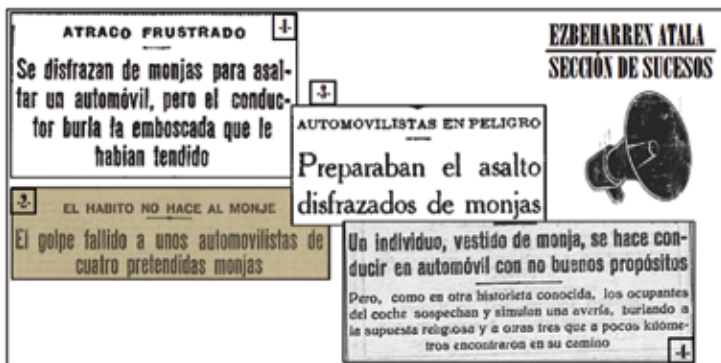 ATRACO FRUSTRADO
1
Se disfrazan de monjas para asal-
tar un automóvil, pero el conduc-
tor burla la emboscada que le
habían tendido
EZBEHARREN ATALA
SECCIÓN DE SUCESOS
3
AUTOMOVILISTAS EN PELIGRO
Preparaban el asalto
disfrazados de monjas
2
EL HABITO NO HACE AL MONJE
El golpe fallido a unos automovilistas de
cuatro pretendidas monjas
Un individuo, vestido de monja, se hace con-
ducir en automóvil con no buenos propósitos
Pero, como en otra historieta conocida, los ocupantes
del coche sospechan y simulan una avería, burlando a
la supuesta religiosa y a otras tres que a pocos kilóme-
tros encontraron en su camino
4